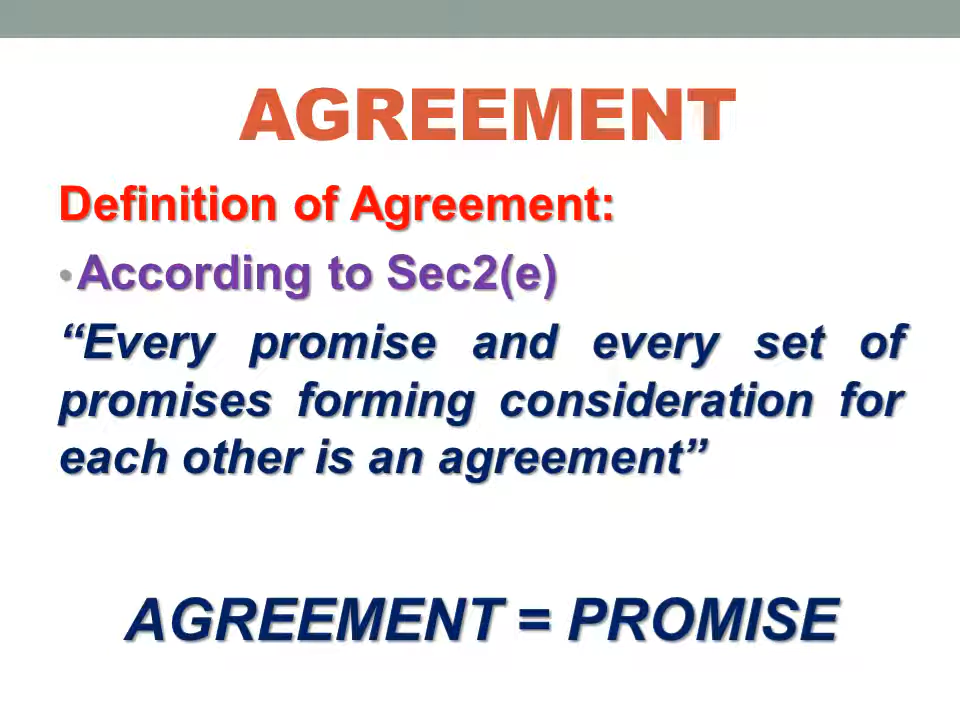 AGREEMENT
Definition of Agreement:
•According to Sec2(e)
“Every promise and every set of
promises forming consideration for
each other is an agreement”
AGREEMENT = PROMISE